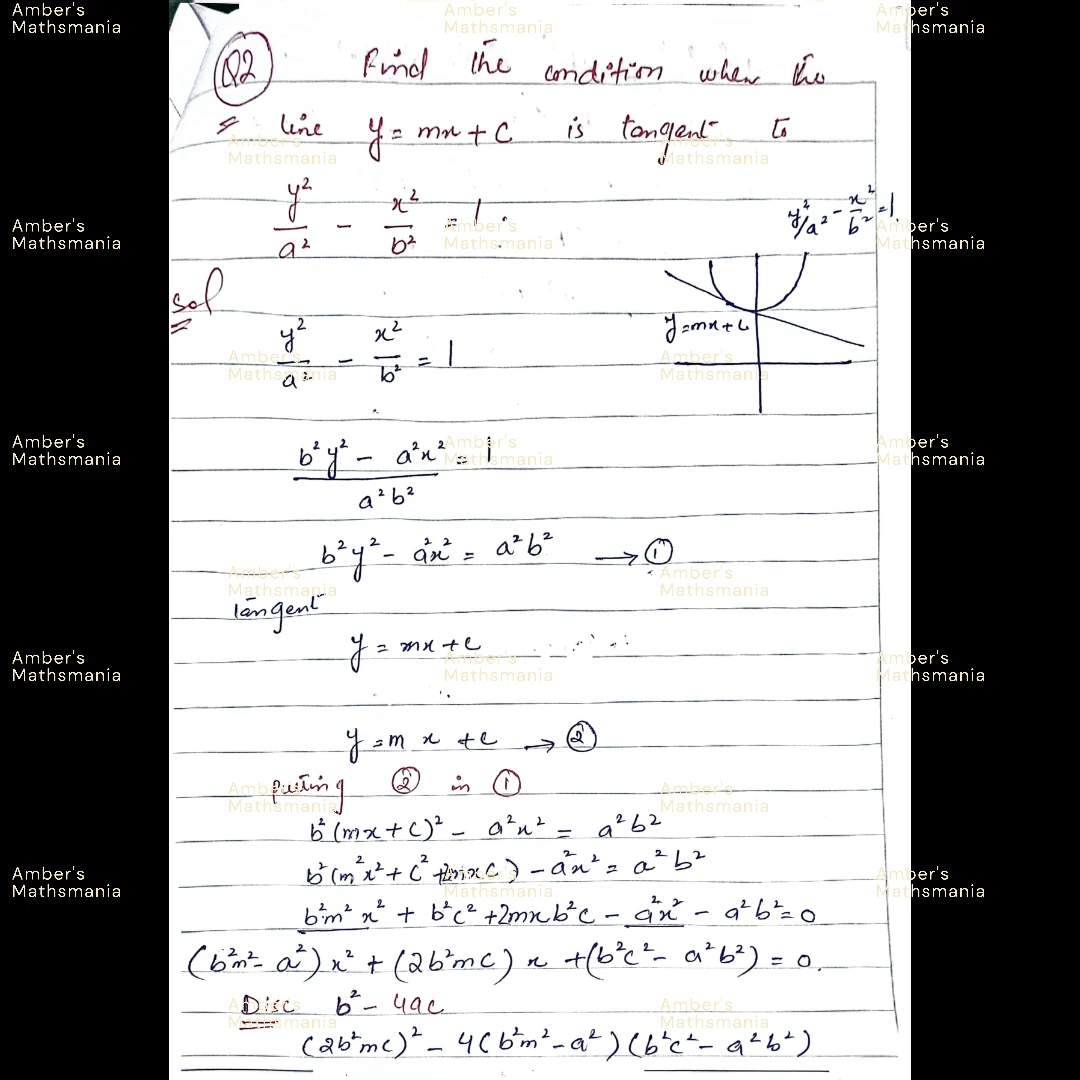 Q2 Find the condition when the
line y = mx + C is tangent to
y²/a² - x²/b² = 1.
y²/a² - x²/b² = 1.
Sol
y = mx + c
y²/a² - x²/b² = 1
(b²y² - a²x²)/(a²b²) = 1
b²y² - a²x² = a²b² → ①
Tangent
y = mx + c
y = m x + c → ②
putting ② in ①
b²(mx + C)² - a²x² = a²b²
b²(m²x² + C² + 2mxC) - a²x² = a²b²
b²m²x² + b²c² + 2mxb²c - a²x² - a²b² = 0
(b²m² - a²)x² + (2b²mc)x + (b²c² - a²b²) = 0.
Disc b² - 4ac
(2b²mc)² - 4(b²m² - a²)(b²c² - a²b²)
Amber's
Mathsmania